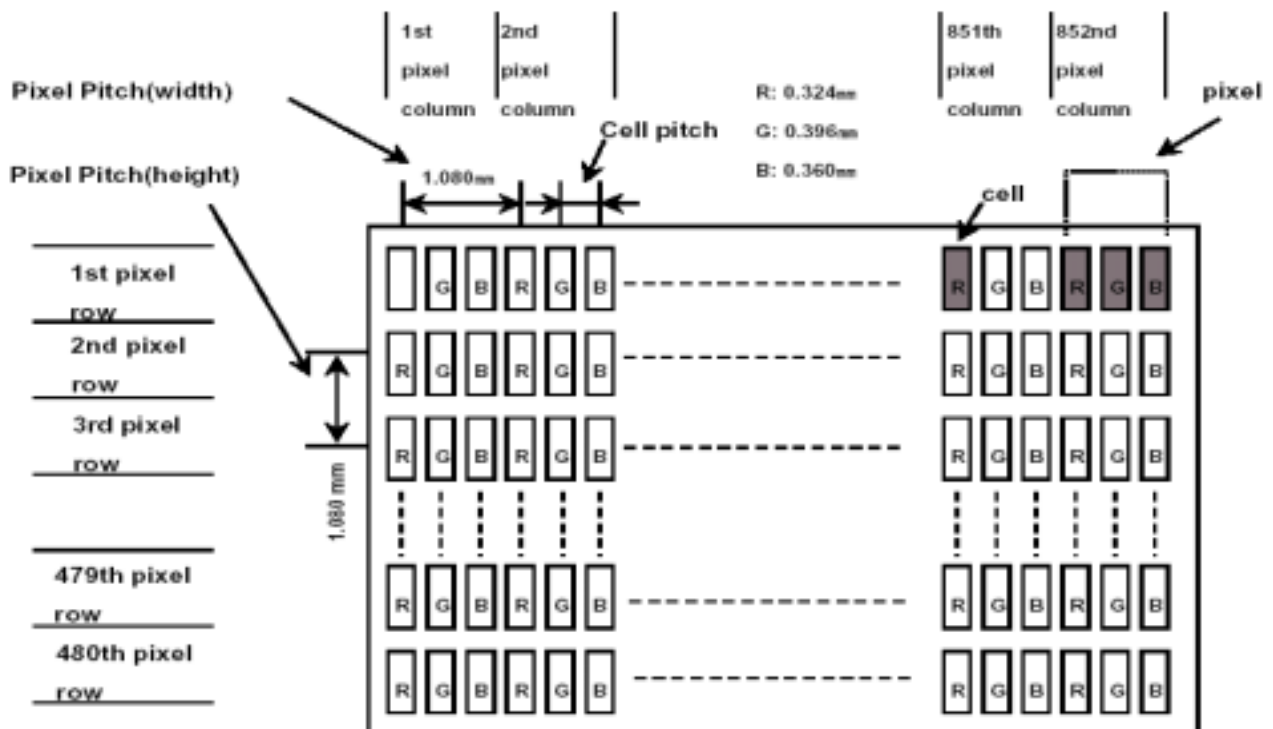 1st
pixel
column
2nd
pixel
column
851th
pixel
column
852nd
pixel
column
Pixel Pitch(width)
R: 0.324mm
G: 0.396mm
B: 0.360mm
pixel
Cell pitch
Pixel Pitch(height)
1.080mm
cell
1st pixel
row
G B R G B R G B R G B
2nd pixel
row
R G B R G B R G B R G B
3rd pixel
row
R G B R G B R G B R G B
1.080 mm
479th pixel
row
R G B R G B R G B R G B
480th pixel
row
R G B R G B R G B R G B